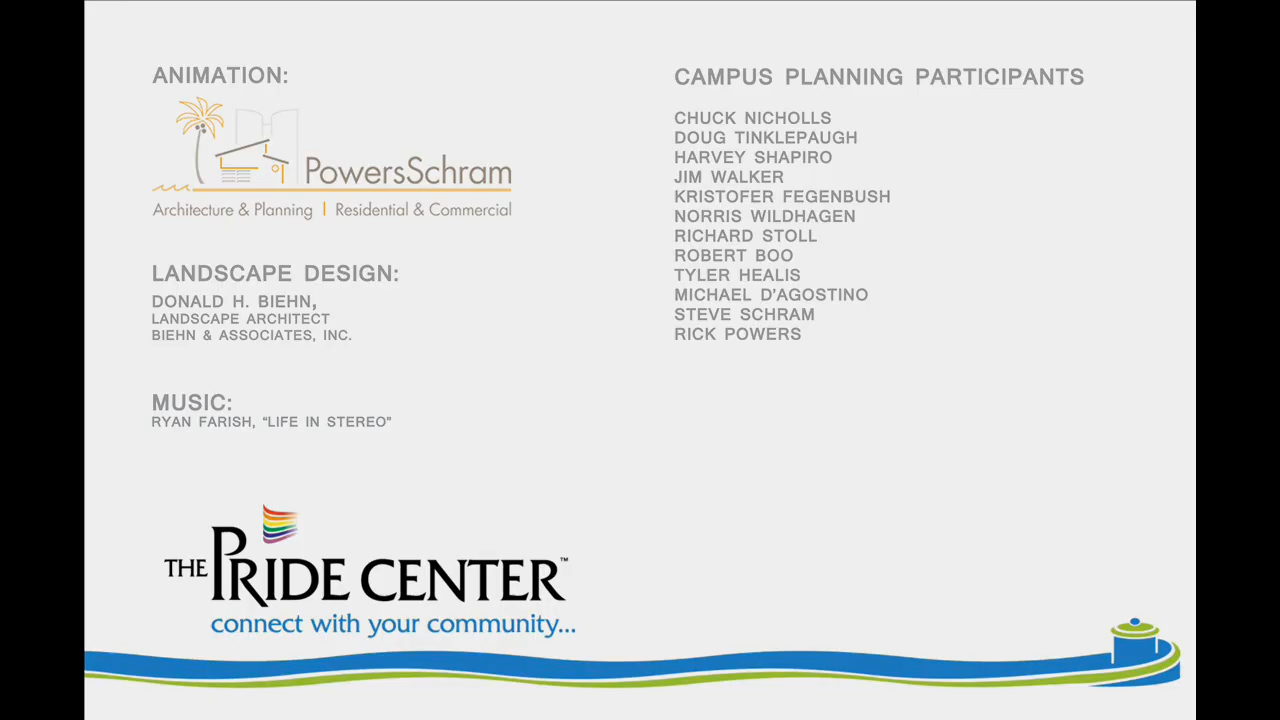 ANIMATION:
PowersSchram
Architecture & Planning | Residential & Commercial
LANDSCAPE DESIGN:
DONALD H. BIEHN,
LANDSCAPE ARCHITECT
BIEHN & ASSOCIATES, INC.
MUSIC:
RYAN FARISH, “LIFE IN STEREO”
CAMPUS PLANNING PARTICIPANTS
CHUCK NICHOLLS
DOUG TINKLEPAUGH
HARVEY SHAPIRO
JIM WALKER
KRISTOFER FEGENBUSH
NORRIS WILDHAGEN
RICHARD STOLL
ROBERT BOO
TYLER HEALIS
MICHAEL D’AGOSTINO
STEVE SCHRAM
RICK POWERS
THE PRIDE CENTER™
connect with your community...